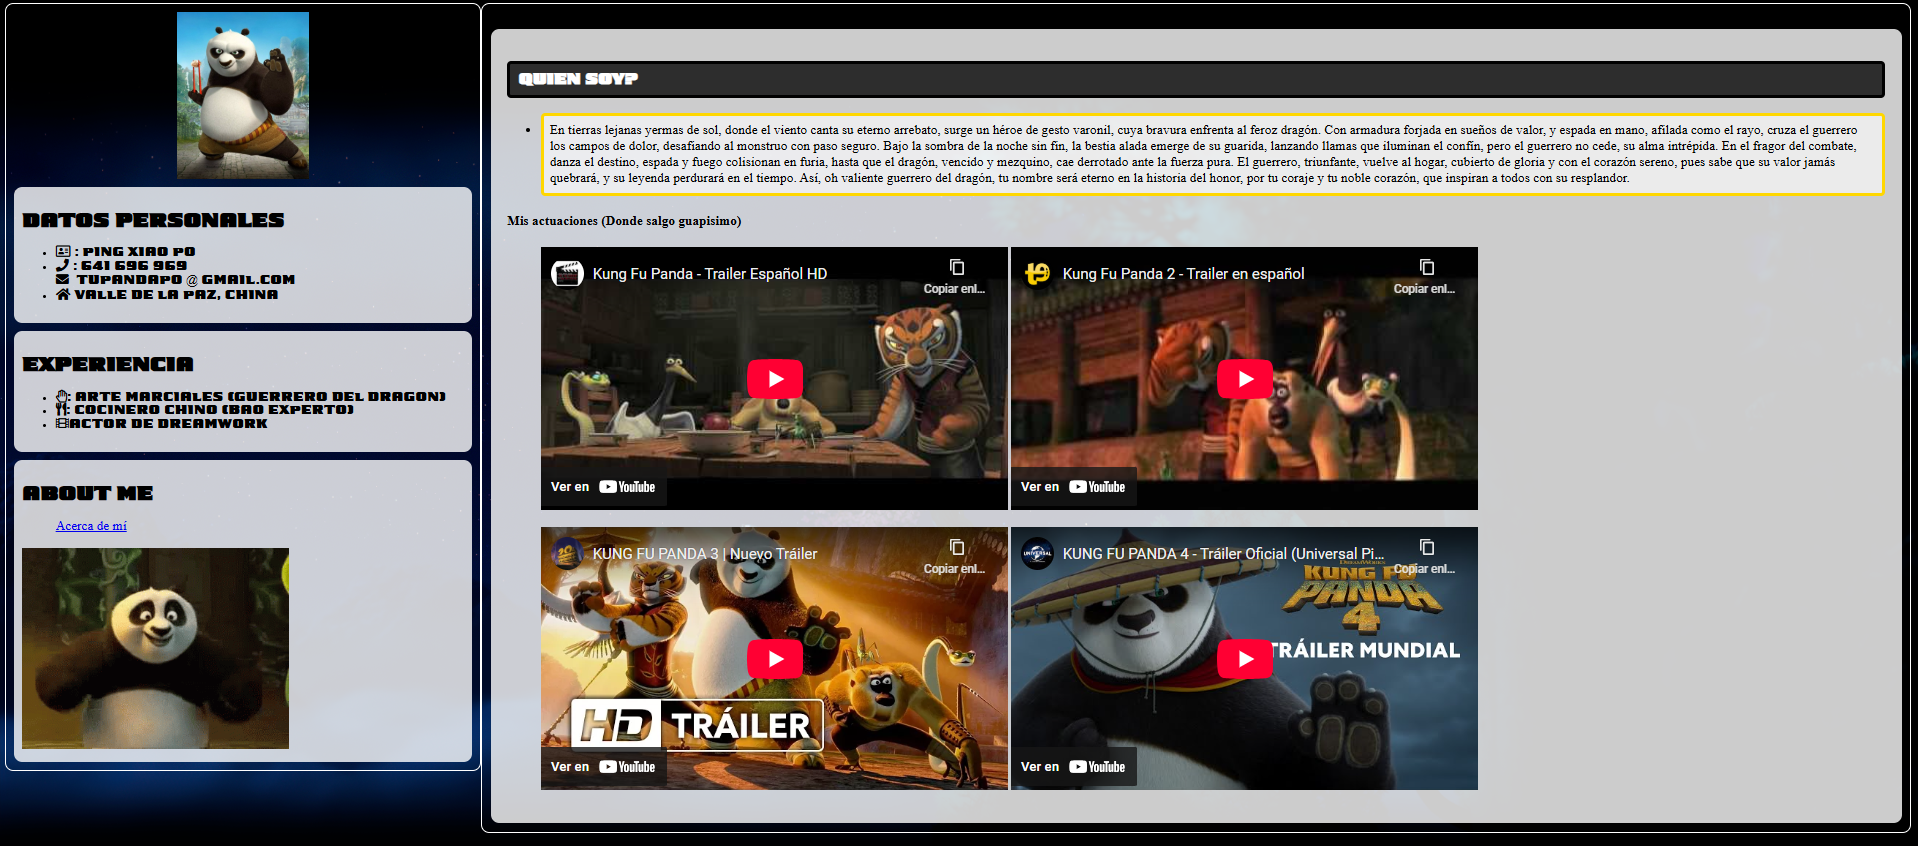 DATOS PERSONALES
: PING XIAO PO
: 641 696 969
TUPANDAPO @ GMAIL.COM
VALLE DE LA PAZ, CHINA
EXPERIENCIA
: ARTE MARCIALES (GUERRERO DEL DRAGON)
: COCINERO CHINO (BAO EXPERTO)
ACTOR DE DREAMWORK
ABOUT ME
Acerca de mí
QUIEN SOY?
En tierras lejanas yermas de sol, donde el viento canta su eterno arrebato, surge un héroe de gesto varonil, cuya bravura enfrenta al feroz dragón. Con armadura forjada en sueños de valor, y espada en mano, afilada como el rayo, cruza el guerrero
los campos de dolor, desafiando al monstruo con paso seguro. Bajo la sombra de la noche sin fin, la bestia alada emerge de su guarida, lanzando llamas que iluminan el confín, pero el guerrero no cede, su alma intrépida. En el fragor del combate,
danza el destino, espada y fuego colisionan en furia, hasta que el dragón, vencido y mezquino, cae derrotado ante la fuerza pura. El guerrero, triunfante, vuelve al hogar, cubierto de gloria y con el corazón sereno, pues sabe que su valor jamás
quebrará, y su leyenda perdurará en el tiempo. Así, oh valiente guerrero del dragón, tu nombre será eterno en la historia del honor, por tu coraje y tu noble corazón, que inspiran a todos con su resplandor.
Mis actuaciones (Donde salgo guapisimo)
Kung Fu Panda - Trailer Español HD
Copiar enl...
Ver en YouTube
Kung Fu Panda 2 - Trailer en español
Copiar enl...
Ver en YouTube
KUNG FU PANDA 3 | Nuevo Tráiler
Copiar enl...
HD TRÁILER
Ver en YouTube
UNIVERSAL
KUNG FU PANDA 4 - Tráiler Oficial (Universal Pi...
Copiar enl...
DREAMWORKS
KUNG FU
PANDA
4
TRÁILER MUNDIAL
Ver en YouTube